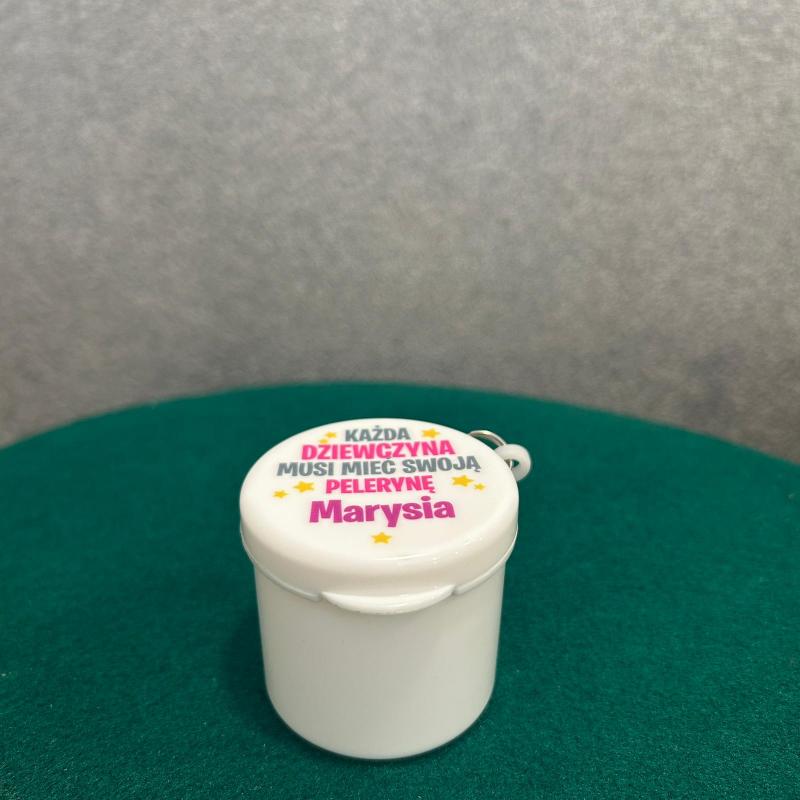 KAŻDA
DZIEWCZYNA
MUSI MIEĆ SWOJĄ
PELERYNĘ
Marysia